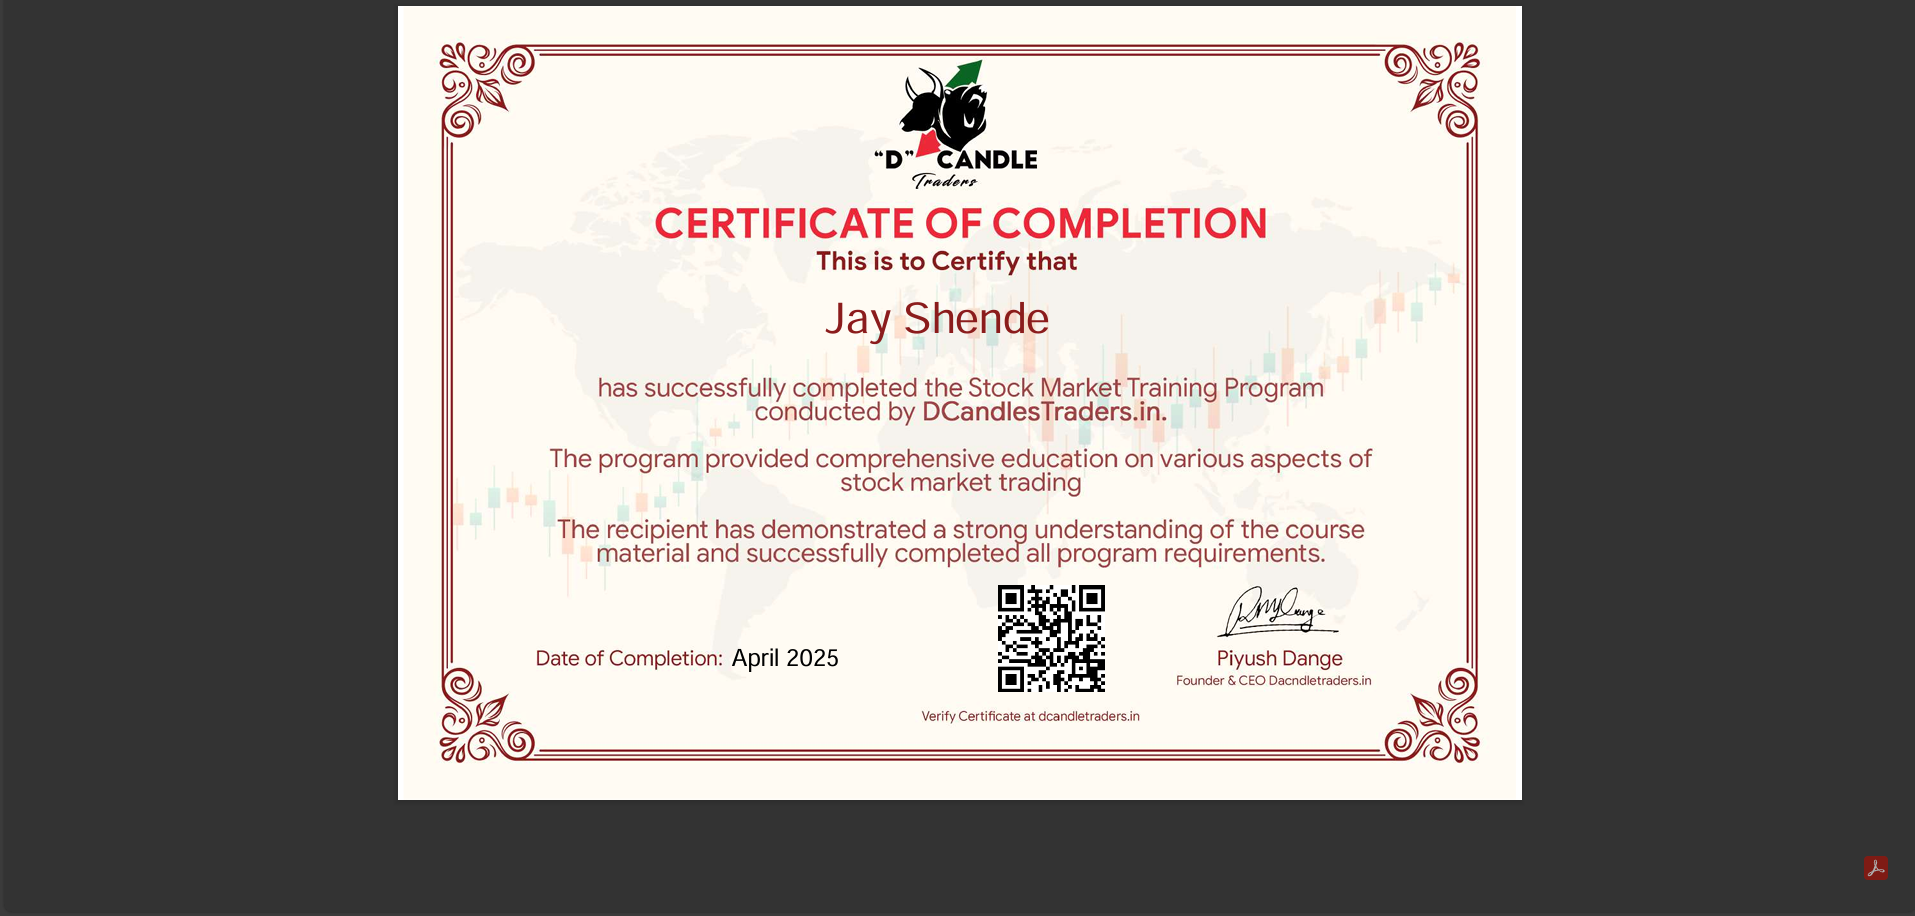 "D" CANDLE
Traders
CERTIFICATE OF COMPLETION
This is to Certify that
Jay Shende
has successfully completed the Stock Market Training Program
conducted by DCandlesTraders.in.
The program provided comprehensive education on various aspects of
stock market trading
The recipient has demonstrated a strong understanding of the course
material and successfully completed all program requirements.
Date of Completion: April 2025
Piyush Dange
Founder & CEO Dacndletraders.in
Verify Certificate at dcandletraders.in